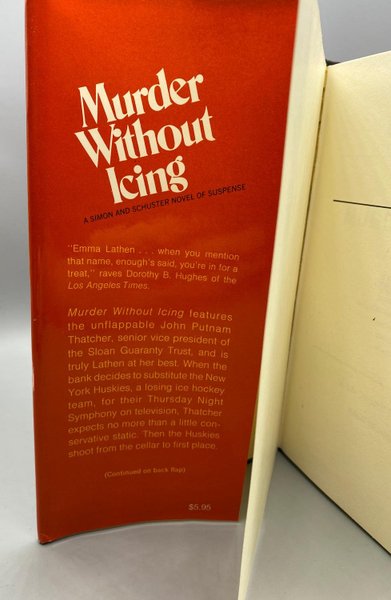 Murder
Without
Icing
A SIMON AND SCHUSTER NOVEL OF SUSPENSE
"Emma Lathen . . . when you mention
that name, enough's said, you're in for a
treat," raves Dorothy B. Hughes of the
Los Angeles Times.
Murder Without Icing features
the unflappable John Putnam
Thatcher, senior vice president of
the Sloan Guaranty Trust, and is
truly Lathen at her best. When the
bank decides to substitute the New
York Huskies, a losing ice hockey
team, for their Thursday Night
Symphony on television, Thatcher
expects no more than a little con-
servative static. Then the Huskies
shoot from the cellar to first place.
(Continued on back flap)
$5.95